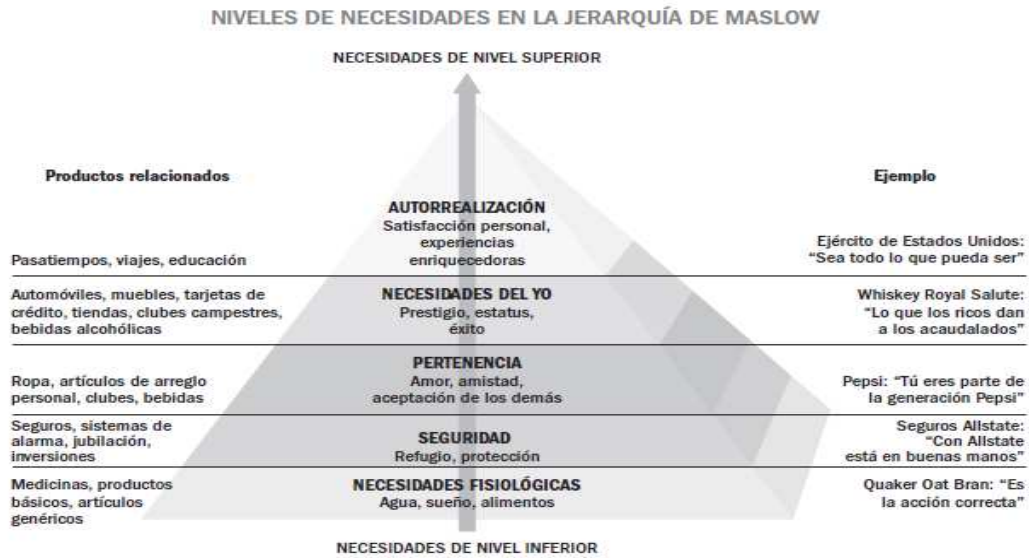 NIVELES DE NECESIDADES EN LA JERARQUÍA DE MASLOW
NECESIDADES DE NIVEL SUPERIOR
Productos relacionados
Ejemplo
AUTORREALIZACIÓN
Satisfacción personal,
experiencias
enriquecedoras
Pasatiempos, viajes, educación
Ejército de Estados Unidos:
“Sea todo lo que pueda ser”
Automóviles, muebles, tarjetas de
crédito, tiendas, clubes campestres,
bebidas alcohólicas
NECESIDADES DEL YO
Prestigio, estatus,
éxito
Whiskey Royal Salute:
“Lo que los ricos dan
a los acaudalados”
Ropa, artículos de arreglo
personal, clubes, bebidas
PERTENENCIA
Amor, amistad,
aceptación de los demás
Pepsi: “Tú eres parte de
la generación Pepsi”
Seguros, sistemas de
alarma, jubilación,
inversiones
SEGURIDAD
Refugio, protección
Seguros Allstate:
“Con Allstate
está en buenas manos”
Medicinas, productos
básicos, artículos
genéricos
NECESIDADES FISIOLÓGICAS
Agua, sueño, alimentos
Quaker Oat Bran: “Es
la acción correcta”
NECESIDADES DE NIVEL INFERIOR